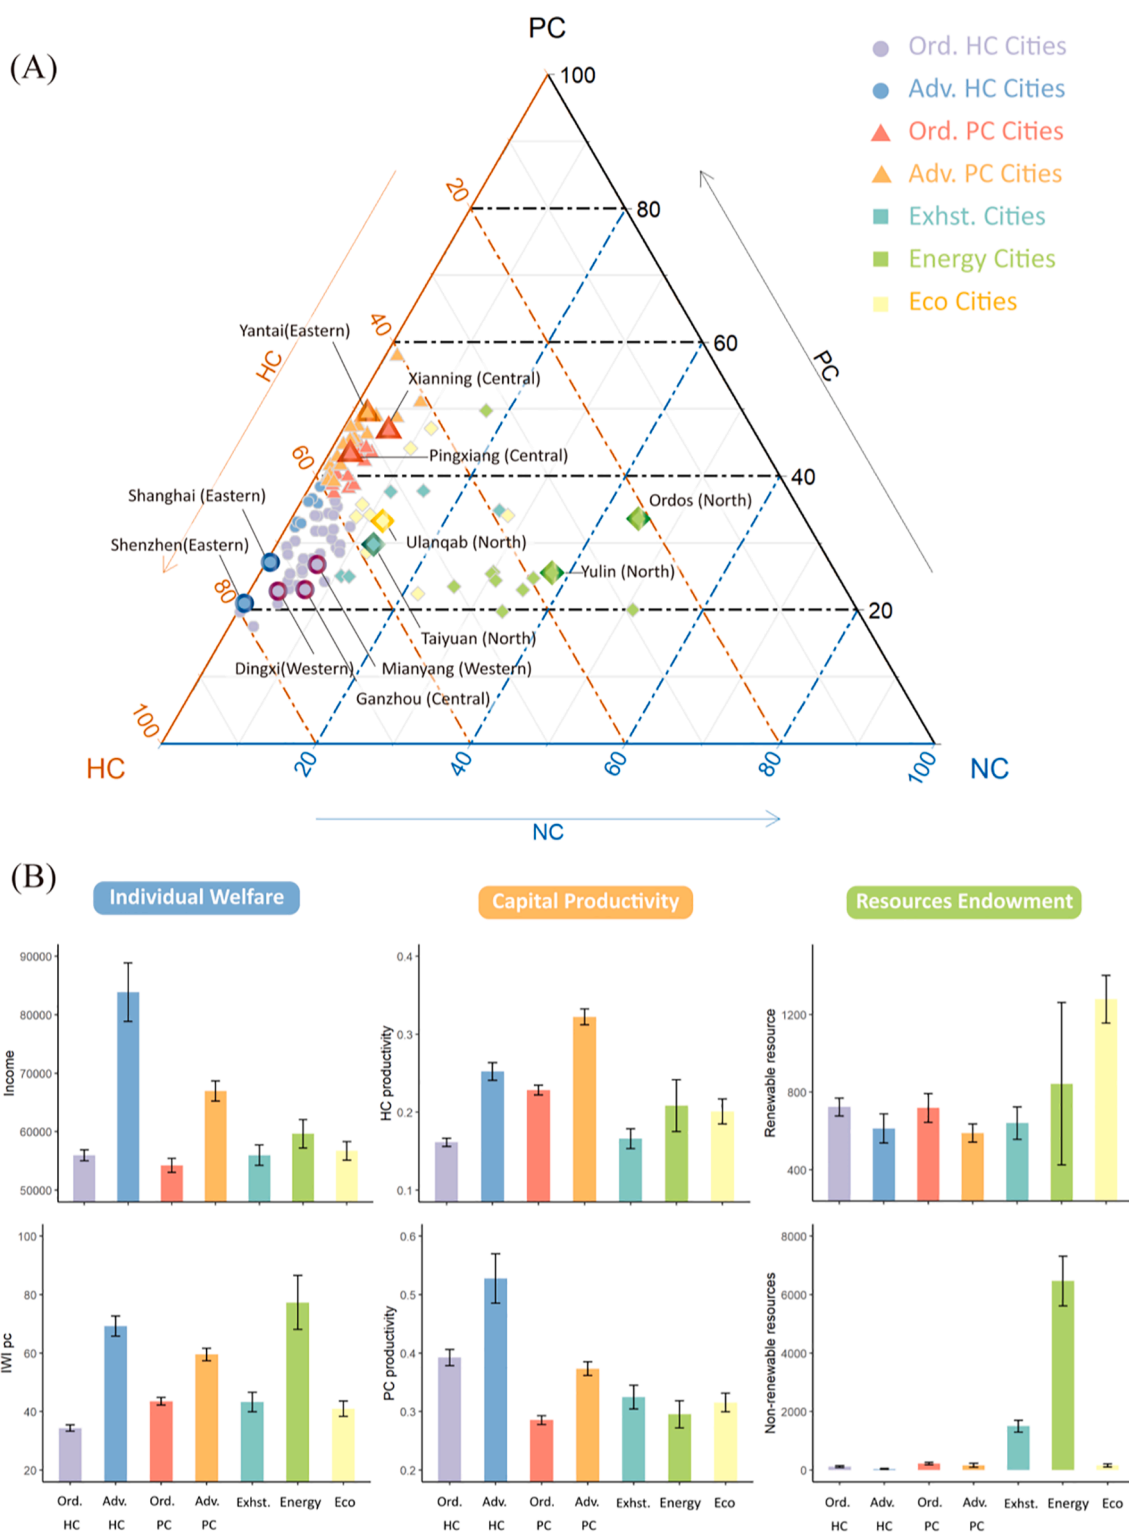 (A)
PC
Ord. HC Cities
Adv. HC Cities
Ord. PC Cities
Adv. PC Cities
Exhst. Cities
Energy Cities
Eco Cities
100
80
60
40
20
20
40
60
80
100
HC
PC
Yantai(Eastern)
Xianning (Central)
Pingxiang (Central)
Shanghai (Eastern)
Ordos (North)
Shenzhen(Eastern)
Ulanqab (North)
Yulin (North)
Taiyuan (North)
Dingxi(Western)
Mianyang (Western)
Ganzhou (Central)
HC
20
40
60
80
100
NC
NC
(B)
Individual Welfare
Capital Productivity
Resources Endowment
Income
90000
80000
70000
60000
50000
HC productivity
0.4
0.3
0.2
0.1
Renewable resource
1200
800
400
IWI pc
100
80
60
40
20
PC productivity
0.6
0.5
0.4
0.3
0.2
Non-renewable resources
8000
6000
4000
2000
0
Ord. Adv. Ord. Adv. Exhst. Energy Eco
HC HC PC PC
Ord. Adv. Ord. Adv. Exhst. Energy Eco
HC HC PC PC
Ord. Adv. Ord. Adv. Exhst. Energy Eco
HC HC PC PC